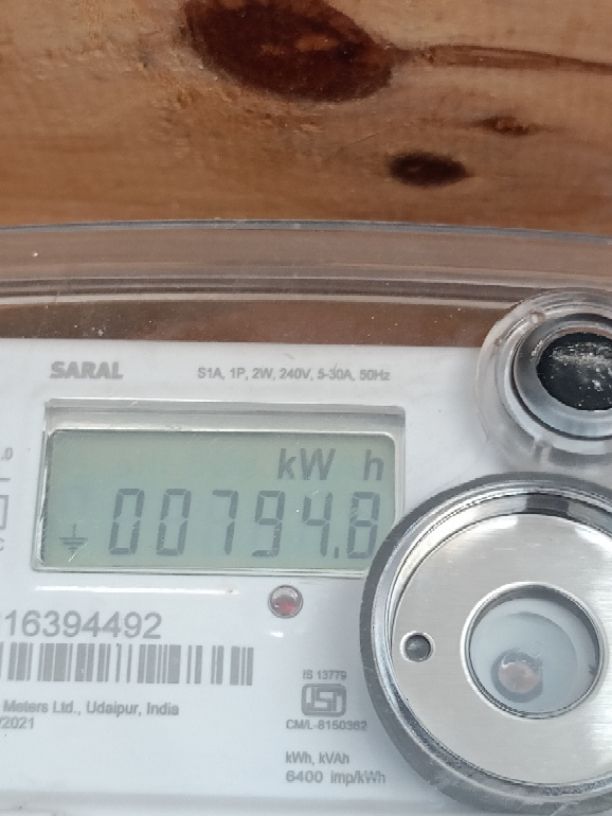 SARAL
S1A, 1P, 2W, 240V, 5-30A, 50Hz
kW h
00794.8
16394492
Meters Ltd., Udaipur, India
/2021
IS 13779
ISI
CM/L-8150362
kWh, kVAh
6400 imp/kWh